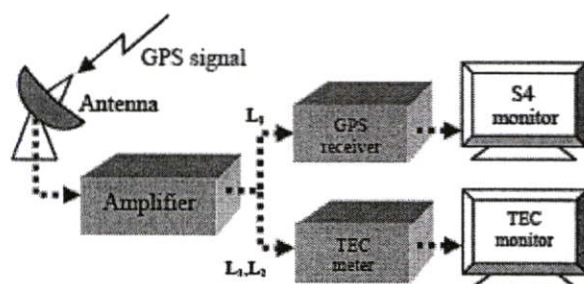 GPS signal
Antenna
Amplifier
L₁
GPS
receiver
S4
monitor
L₁,L₂
TEC
meter
TEC
monitor